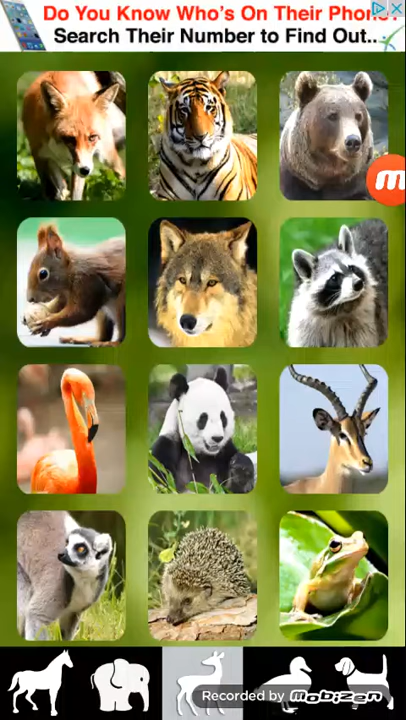 Do You Know Who's On Their Phone
Search Their Number to Find Out...
m
Recorded by MOBIZEN